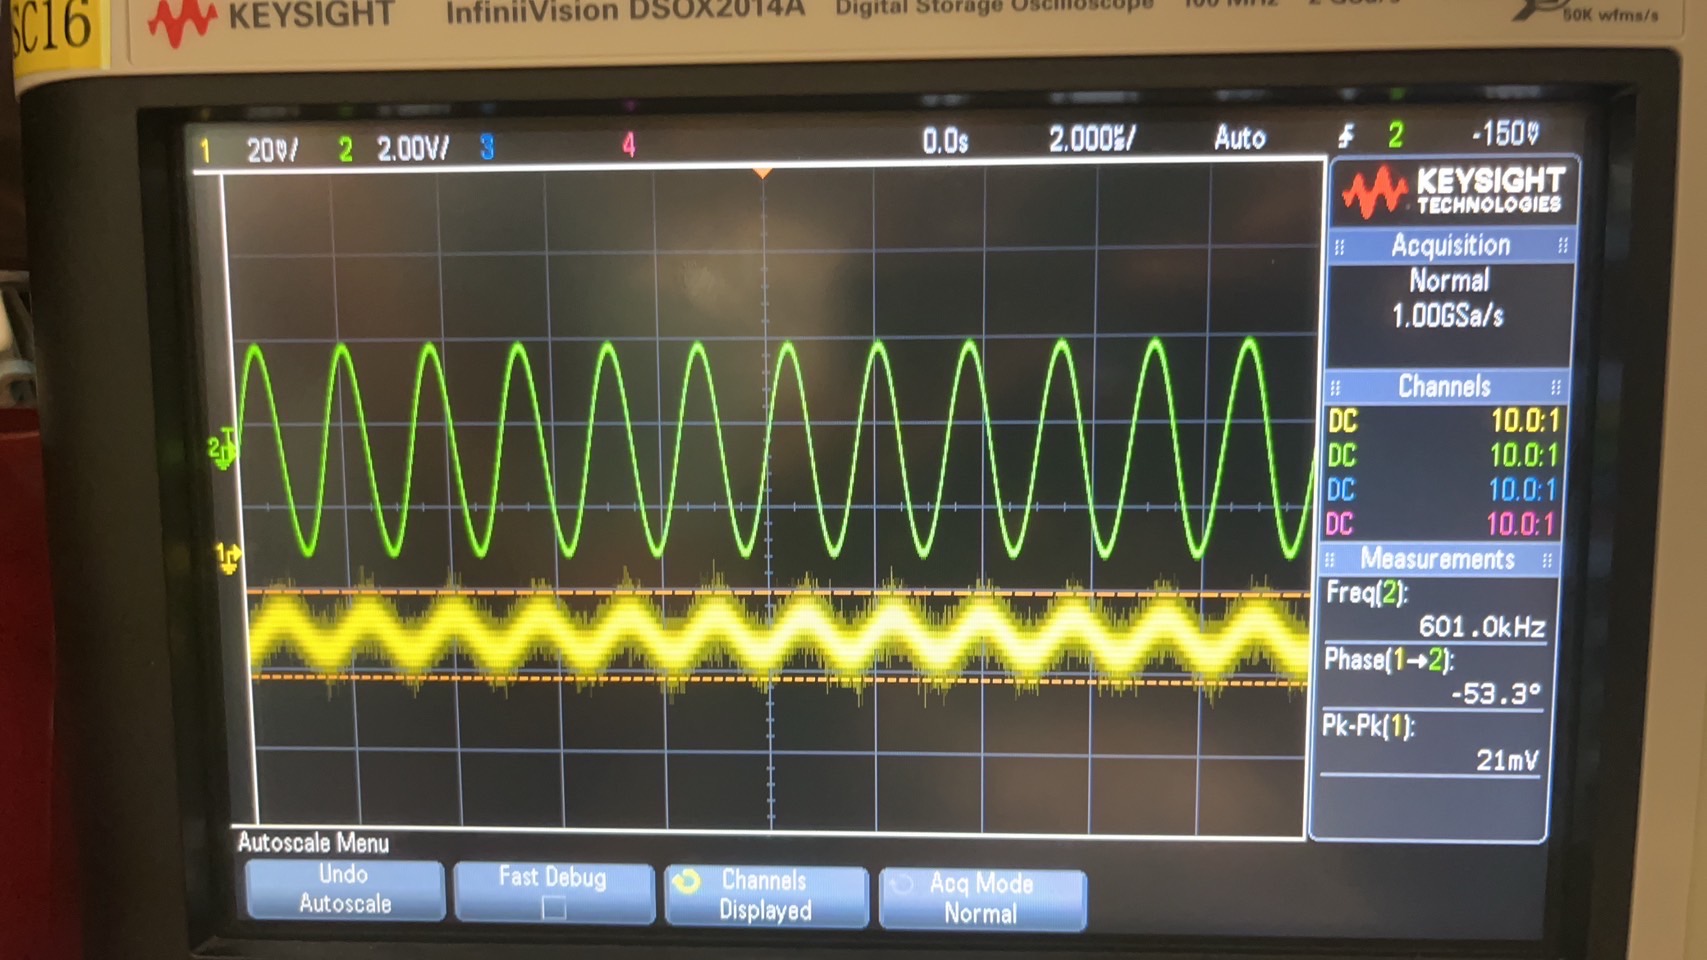 SC16
KEYSIGHT InfiniiVision DSOX2014A Digital Storage Oscilloscope 100 MHz 2 GSa/s
50K wfms/s
1 20mV/ 2 2.00V/ 3 4 0.0s 2.000us/ Auto 2 -150mV
KEYSIGHT
TECHNOLOGIES
Acquisition
Normal
1.00GSa/s
Channels
DC 10.0:1
DC 10.0:1
DC 10.0:1
DC 10.0:1
Measurements
Freq(2):
601.0kHz
Phase(1→2):
-53.3°
Pk-Pk(1):
21mV
2
1
Autoscale Menu
Undo
Autoscale
Fast Debug
Channels
Displayed
Acq Mode
Normal